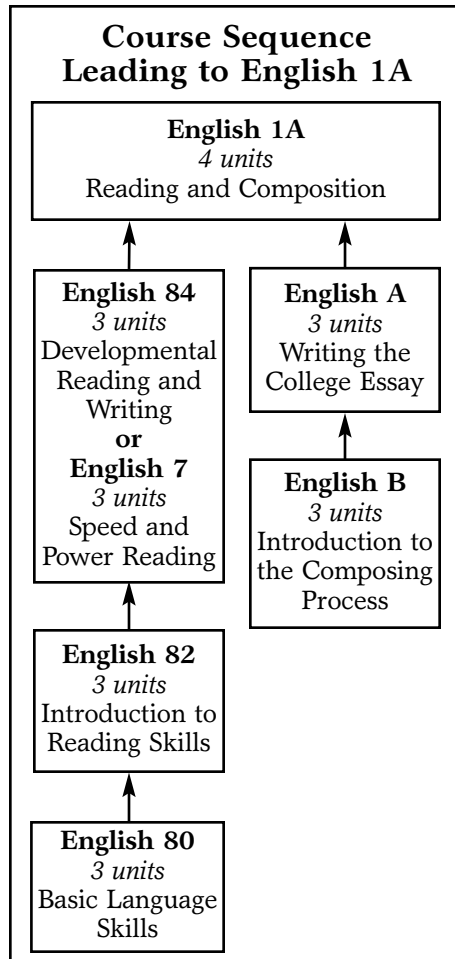 Course Sequence
Leading to English 1A
English 1A
4 units
Reading and Composition
English 84
3 units
Developmental
Reading and
Writing
or
English 7
3 units
Speed and
Power Reading
English 82
3 units
Introduction to
Reading Skills
English 80
3 units
Basic Language
Skills
English A
3 units
Writing the
College Essay
English B
3 units
Introduction to
the Composing
Process